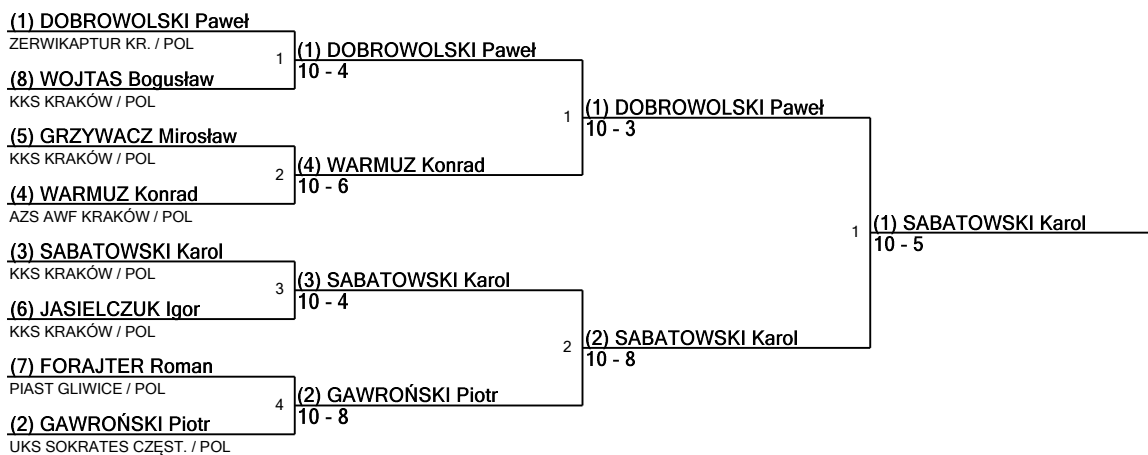 (1) DOBROWOLSKI Paweł
ZERWIKAPTUR KR. / POL
(8) WOJTAS Bogusław
KKS KRAKÓW / POL
(5) GRZYWACZ Mirosław
KKS KRAKÓW / POL
(4) WARMUZ Konrad
AZS AWF KRAKÓW / POL
(3) SABATOWSKI Karol
KKS KRAKÓW / POL
(6) JASIELCZUK Igor
KKS KRAKÓW / POL
(7) FORAJTER Roman
PIAST GLIWICE / POL
(2) GAWROŃSKI Piotr
UKS SOKRATES CZĘST. / POL
1
(1) DOBROWOLSKI Paweł
10 - 4
2
(4) WARMUZ Konrad
10 - 6
3
(3) SABATOWSKI Karol
10 - 4
4
(2) GAWROŃSKI Piotr
10 - 8
1
(1) DOBROWOLSKI Paweł
10 - 3
2
(2) SABATOWSKI Karol
10 - 8
1
(1) SABATOWSKI Karol
10 - 5